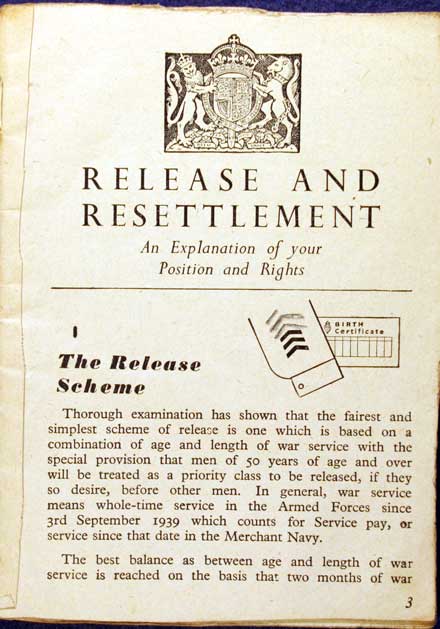 RELEASE AND
RESETTLEMENT
An Explanation of your
Position and Rights
BIRTH
Certificate
I
The Release
Scheme
Thorough examination has shown that the fairest and
simplest scheme of release is one which is based on a
combination of age and length of war service with the
special provision that men of 50 years of age and over
will be treated as a priority class to be released, if they
so desire, before other men. In general, war service
means whole-time service in the Armed Forces since
3rd September 1939 which counts for Service pay, or
service since that date in the Merchant Navy.
The best balance as between age and length of war
service is reached on the basis that two months of war
3